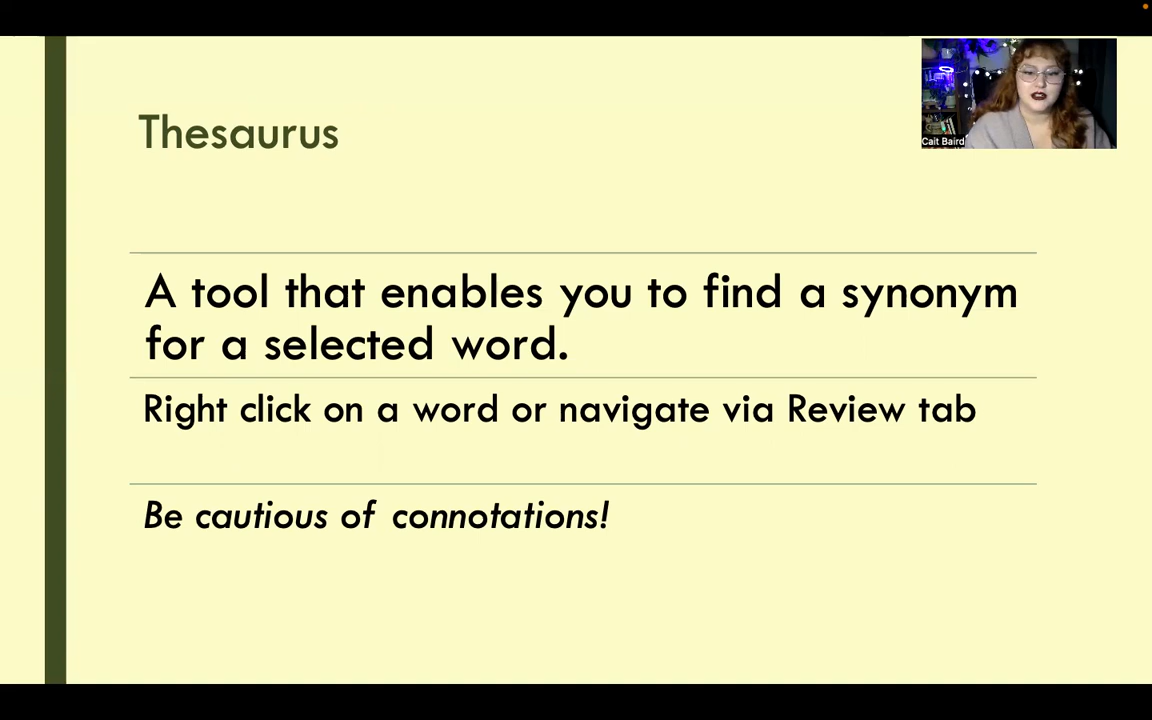 Cait Baird
Thesaurus
A tool that enables you to find a synonym
for a selected word.
Right click on a word or navigate via Review tab
Be cautious of connotations!